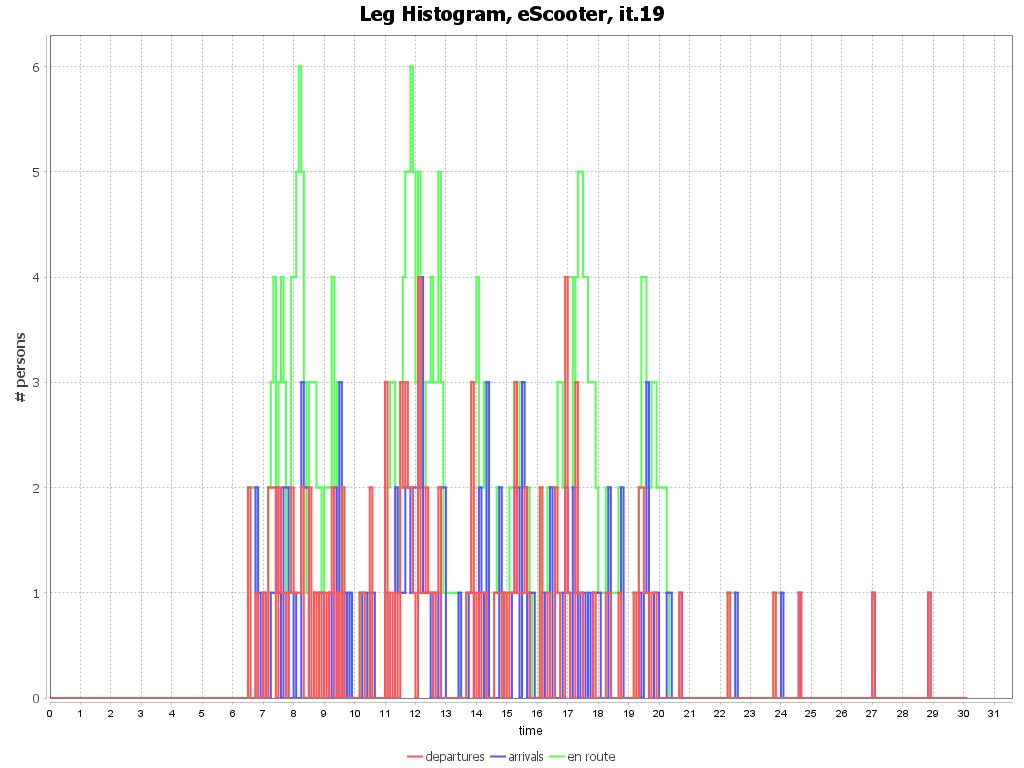 Leg Histogram, eScooter, it.19
# persons
6
5
4
3
2
1
0
0 1 2 3 4 5 6 7 8 9 10 11 12 13 14 15 16 17 18 19 20 21 22 23 24 25 26 27 28 29 30 31
time
departures arrivals en route